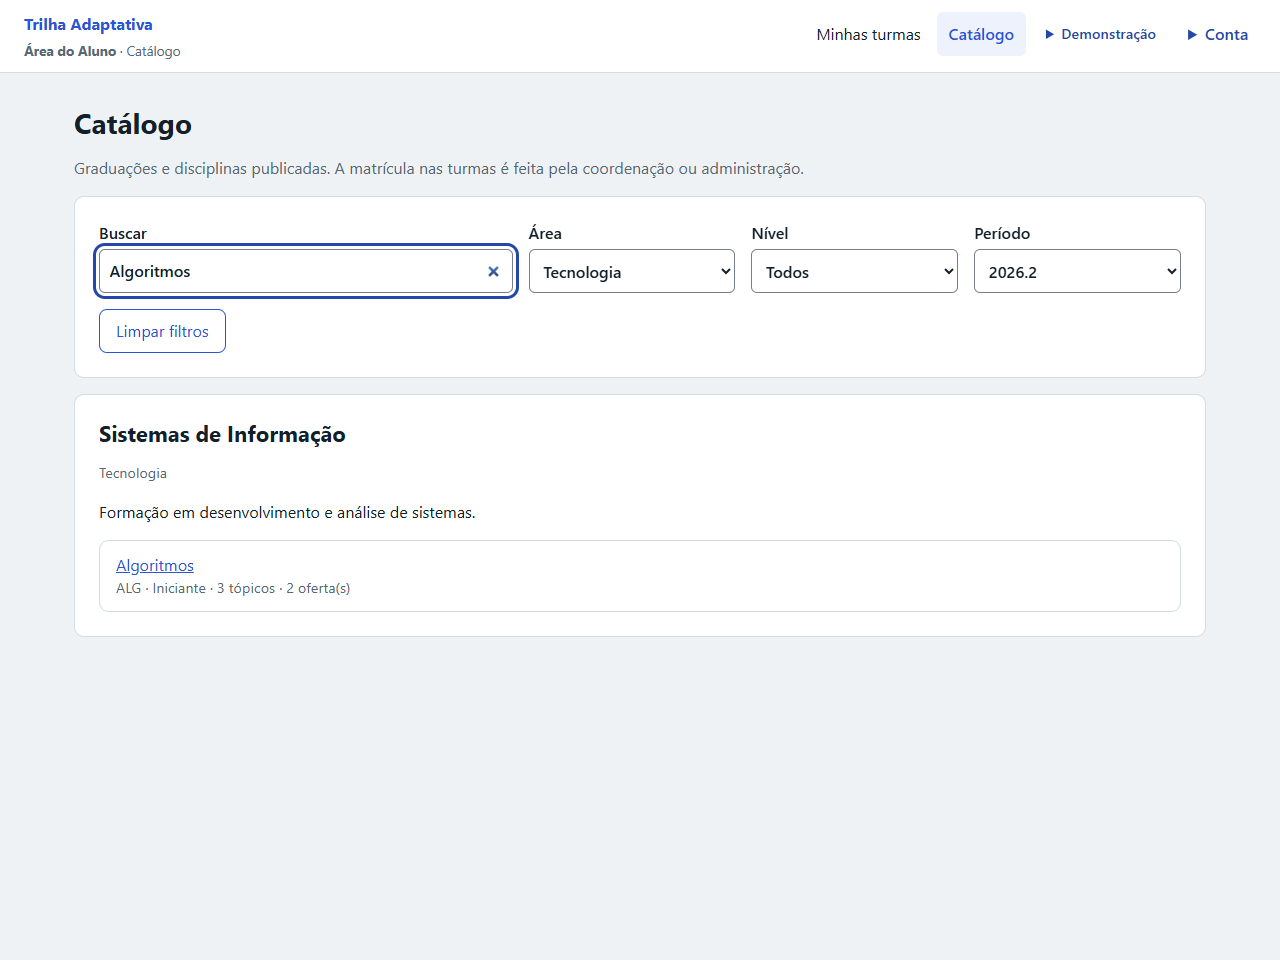 Trilha Adaptativa
Área do Aluno · Catálogo
Minhas turmas
Catálogo
Demonstração
Conta
Catálogo
Graduações e disciplinas publicadas. A matrícula nas turmas é feita pela coordenação ou administração.
Buscar
Área
Nível
Período
Algoritmos
Tecnologia
Todos
2026.2
Limpar filtros
Sistemas de Informação
Tecnologia
Formação em desenvolvimento e análise de sistemas.
Algoritmos
ALG · Iniciante · 3 tópicos · 2 oferta(s)